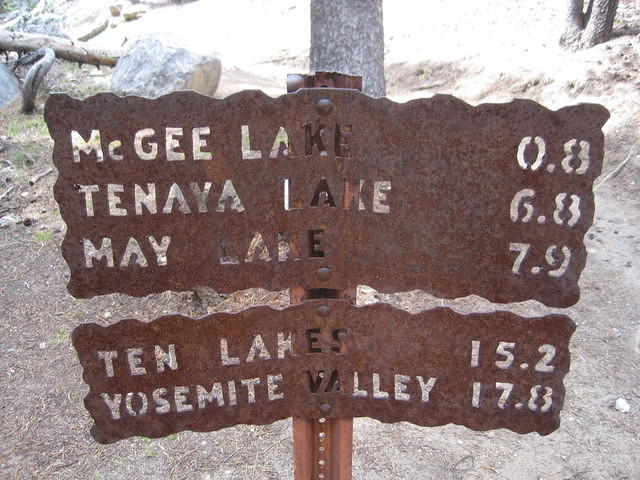 McGEE LAKE 0.8
TENAYA LAKE 6.8
MAY LAKE 7.9
TEN LAKES 15.2
YOSEMITE VALLEY 17.8